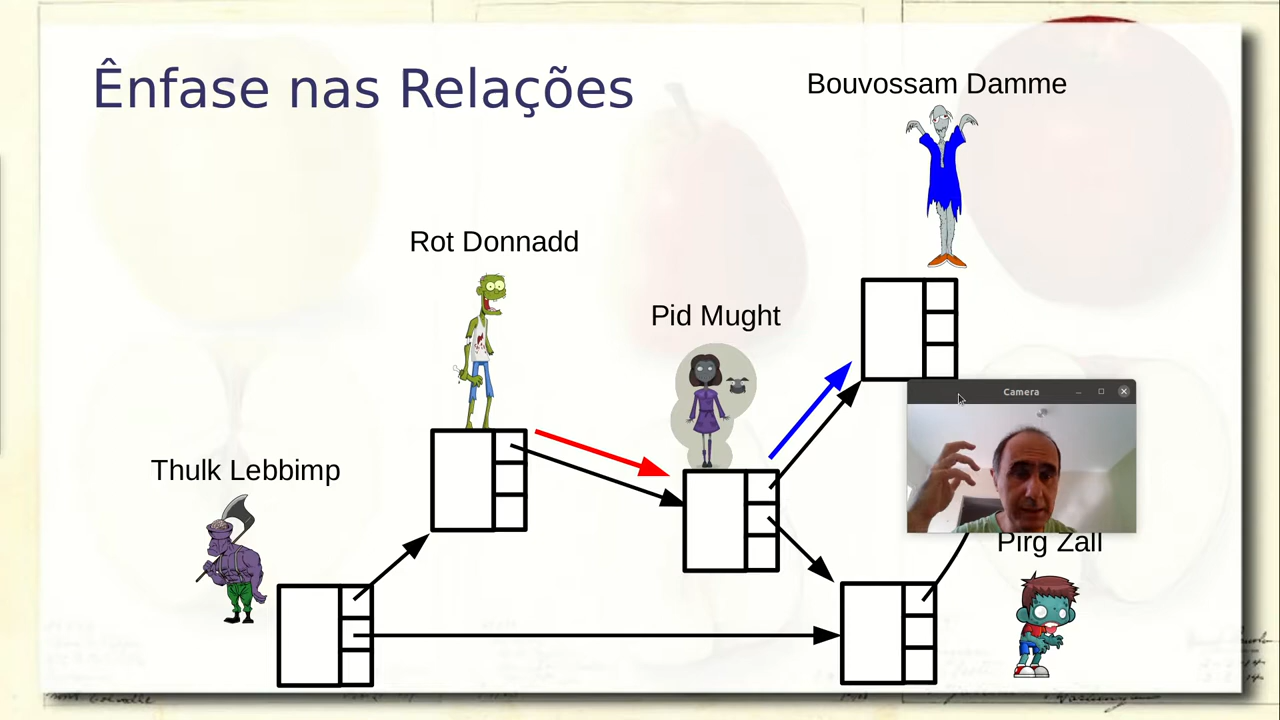 Ênfase nas Relações
Bouvossam Damme
Rot Donnadd
Pid Mught
Camera
Thulk Lebbimp
Pirg Zall